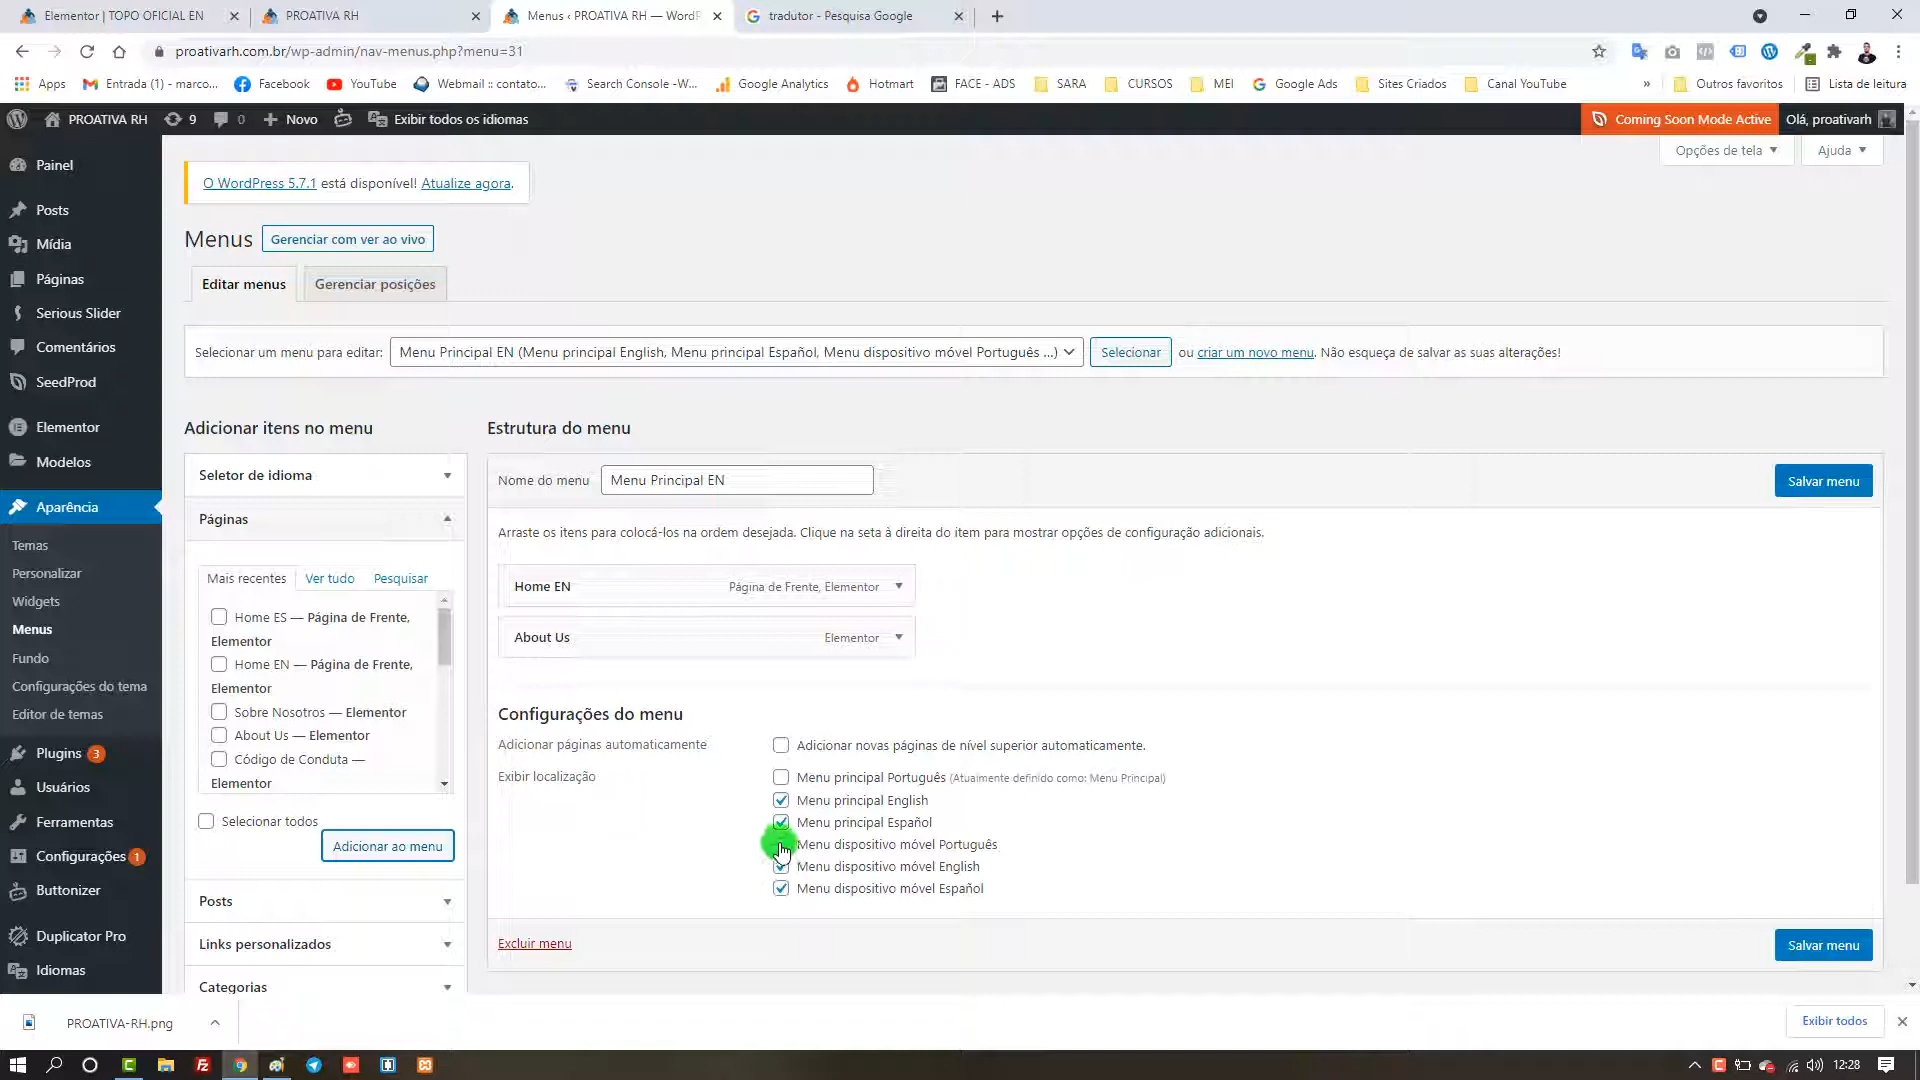 Elementor | TOPO OFICIAL EN
PROATIVA RH
Menus ‹ PROATIVA RH — WordP
tradutor - Pesquisa Google
proativarh.com.br/wp-admin/nav-menus.php?menu=31
Apps
Entrada (1) - marco...
Facebook
YouTube
Webmail :: contato...
Search Console -W...
Google Analytics
Hotmart
FACE - ADS
SARA
CURSOS
MEI
Google Ads
Sites Criados
Canal YouTube
»
Outros favoritos
Lista de leitura
PROATIVA RH
9
0
Novo
Exibir todos os idiomas
Coming Soon Mode Active
Olá, proativarh
Painel
Posts
Mídia
Páginas
Serious Slider
Comentários
SeedProd
Elementor
Modelos
Aparência
Temas
Personalizar
Widgets
Menus
Fundo
Configurações do tema
Editor de temas
Plugins 3
Usuários
Ferramentas
Configurações 1
Buttonizer
Duplicator Pro
Idiomas
Opções de tela
Ajuda
O WordPress 5.7.1 está disponível! Atualize agora.
Menus
Gerenciar com ver ao vivo
Editar menus
Gerenciar posições
Selecionar um menu para editar:
Menu Principal EN (Menu principal English, Menu principal Español, Menu dispositivo móvel Português ...)
Selecionar
ou criar um novo menu. Não esqueça de salvar as suas alterações!
Adicionar itens no menu
Seletor de idioma
Páginas
Mais recentes
Ver tudo
Pesquisar
Home ES — Página de Frente,
Elementor
Home EN — Página de Frente,
Elementor
Sobre Nosotros — Elementor
About Us — Elementor
Código de Conduta —
Elementor
Selecionar todos
Adicionar ao menu
Posts
Links personalizados
Categorias
Estrutura do menu
Nome do menu
Menu Principal EN
Salvar menu
Arraste os itens para colocá-los na ordem desejada. Clique na seta à direita do item para mostrar opções de configuração adicionais.
Home EN
Página de Frente, Elementor
About Us
Elementor
Configurações do menu
Adicionar páginas automaticamente
Adicionar novas páginas de nível superior automaticamente.
Exibir localização
Menu principal Português (Atualmente definido como: Menu Principal)
Menu principal English
Menu principal Español
Menu dispositivo móvel Português
Menu dispositivo móvel English
Menu dispositivo móvel Español
Excluir menu
Salvar menu
PROATIVA-RH.png
Exibir todos
12:28